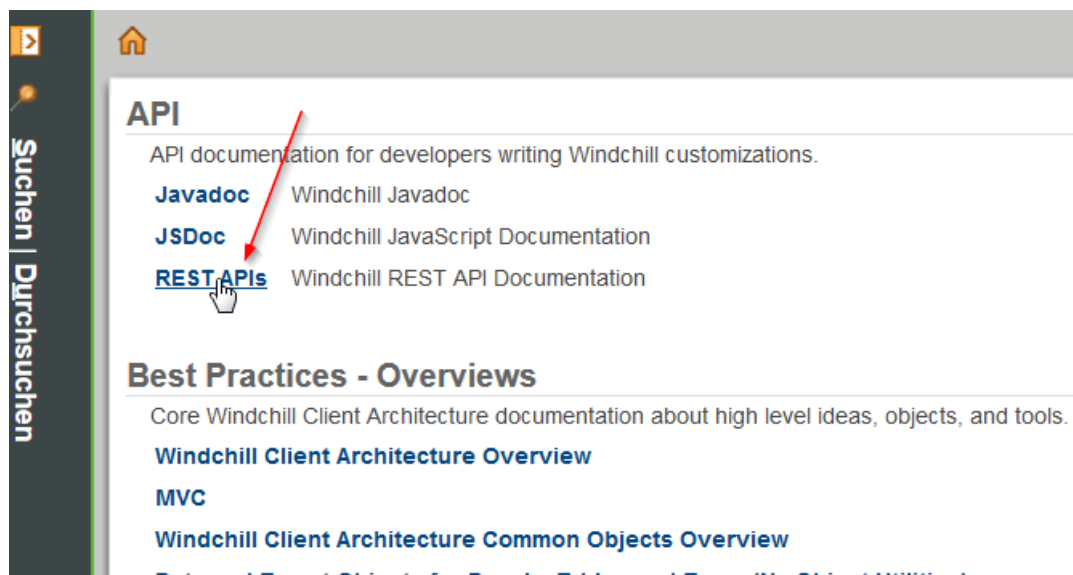 Suchen | Durchsuchen
API
API documentation for developers writing Windchill customizations.
Javadoc Windchill Javadoc
JSDoc Windchill JavaScript Documentation
REST APIs Windchill REST API Documentation
Best Practices - Overviews
Core Windchill Client Architecture documentation about high level ideas, objects, and tools.
Windchill Client Architecture Overview
MVC
Windchill Client Architecture Common Objects Overview